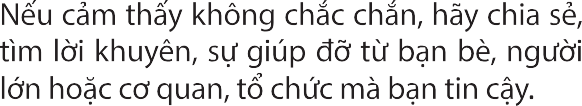 Nếu cảm thấy không chắc chắn, hãy chia sẻ,
tìm lời khuyên, sự giúp đỡ từ bạn bè, người
lớn hoặc cơ quan, tổ chức mà bạn tin cậy.